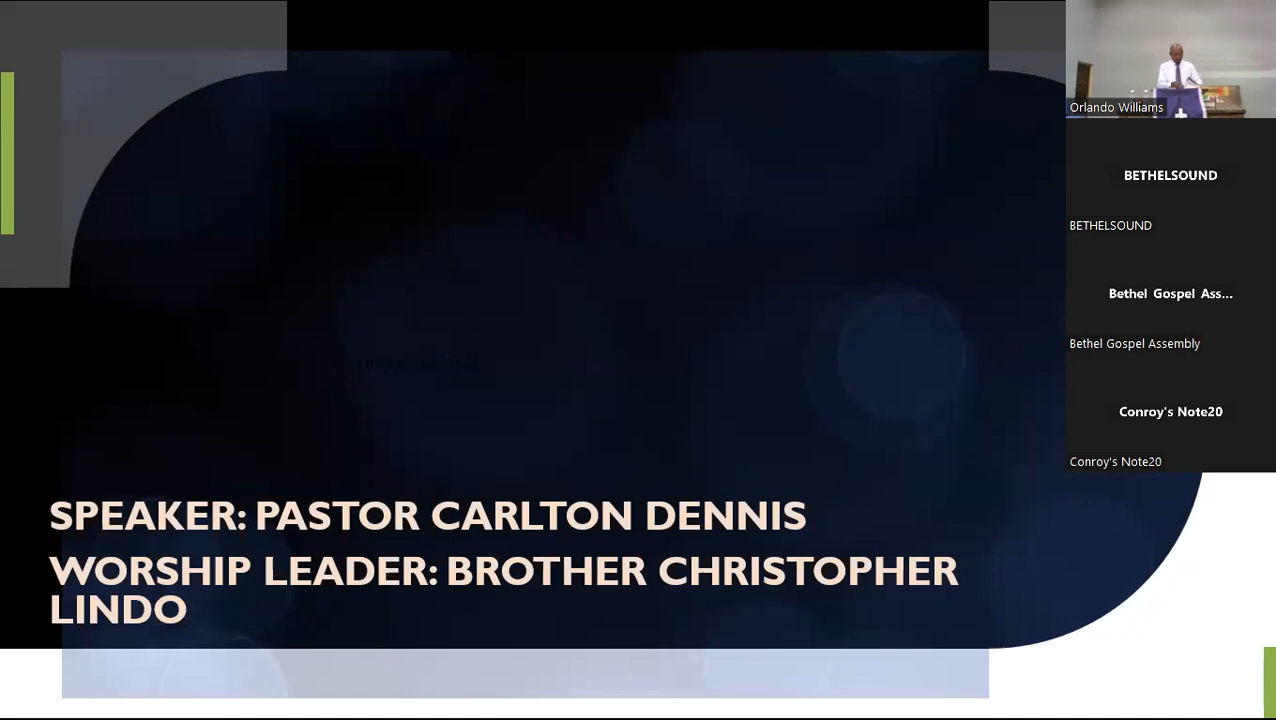 SPEAKER: PASTOR CARLTON DENNIS
WORSHIP LEADER: BROTHER CHRISTOPHER
LINDO
Orlando Williams
BETHELSOUND
BETHELSOUND
Bethel Gospel Ass...
Bethel Gospel Assembly
Conroy's Note20
Conroy's Note20